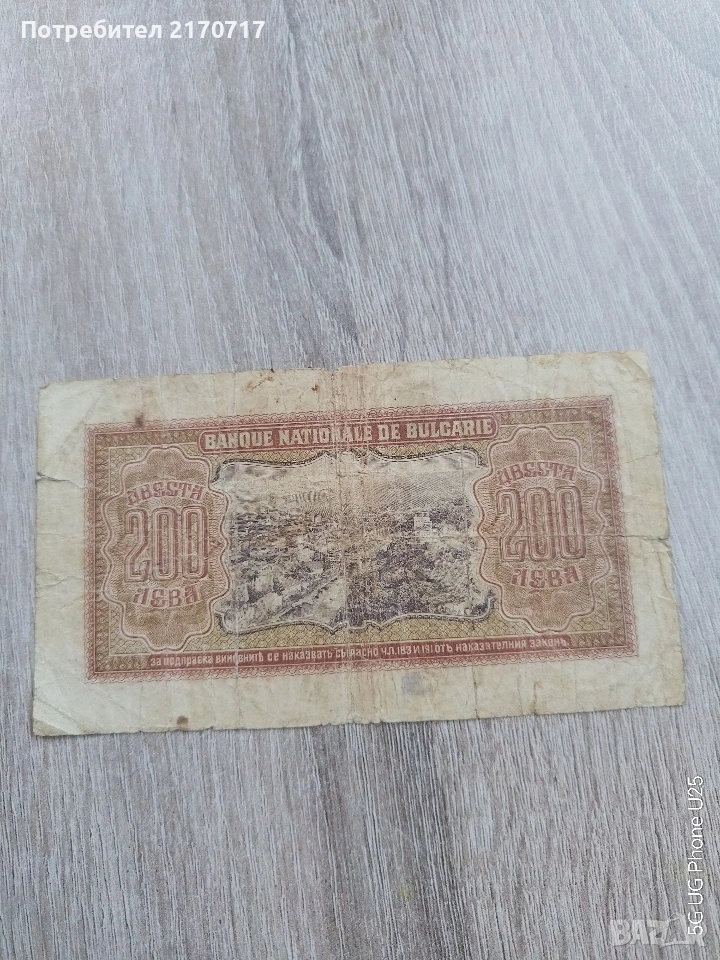 Потребител 2170717
BANQUE NATIONALE DE BULGARIE
ДВЕСТА
200
ЛЕВА
ДВЕСТА
200
ЛЕВА
ЗА ПОДПРАВКА ВИНОВНИТѢ СЕ НАКАЗВАТЪ СЪГЛАСНО ЧЛ. 183 И 191 ОТЪ НАКАЗАТЕЛНИЯ ЗАКОНЪ.
5G·UG Phone U25
BAZAR